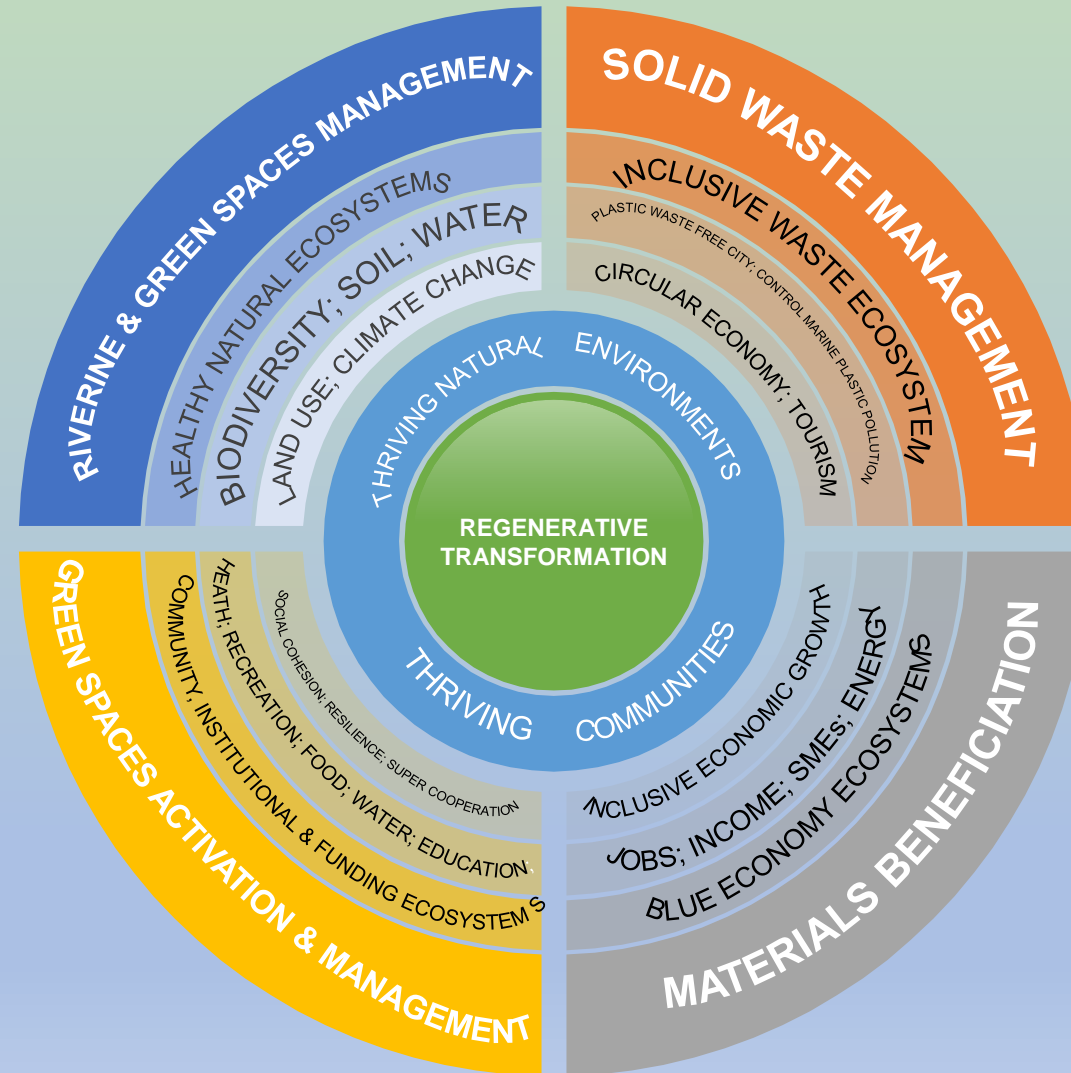 RIVERINE & GREEN SPACES MANAGEMENT
HEALTHY NATURAL ECOSYSTEMS
BIODIVERSITY; SOIL; WATER
LAND USE; CLIMATE CHANGE
SOLID WASTE MANAGEMENT
INCLUSIVE WASTE ECOSYSTEM
PLASTIC WASTE FREE CITY; CONTROL MARINE PLASTIC POLLUTION
CIRCULAR ECONOMY; TOURISM
THRIVING NATURAL ENVIRONMENTS
REGENERATIVE
TRANSFORMATION
THRIVING COMMUNITIES
SOCIAL COHESION; RESILIENCE; SUPER COOPERATION
HEATH; RECREATION; FOOD; WATER; EDUCATION;
COMMUNITY, INSTITUTIONAL & FUNDING ECOSYSTEMS
GREEN SPACES ACTIVATION & MANAGEMENT
INCLUSIVE ECONOMIC GROWTH
JOBS; INCOME; SMEs; ENERGY
BLUE ECONOMY ECOSYSTEMS
MATERIALS BENEFICIATION